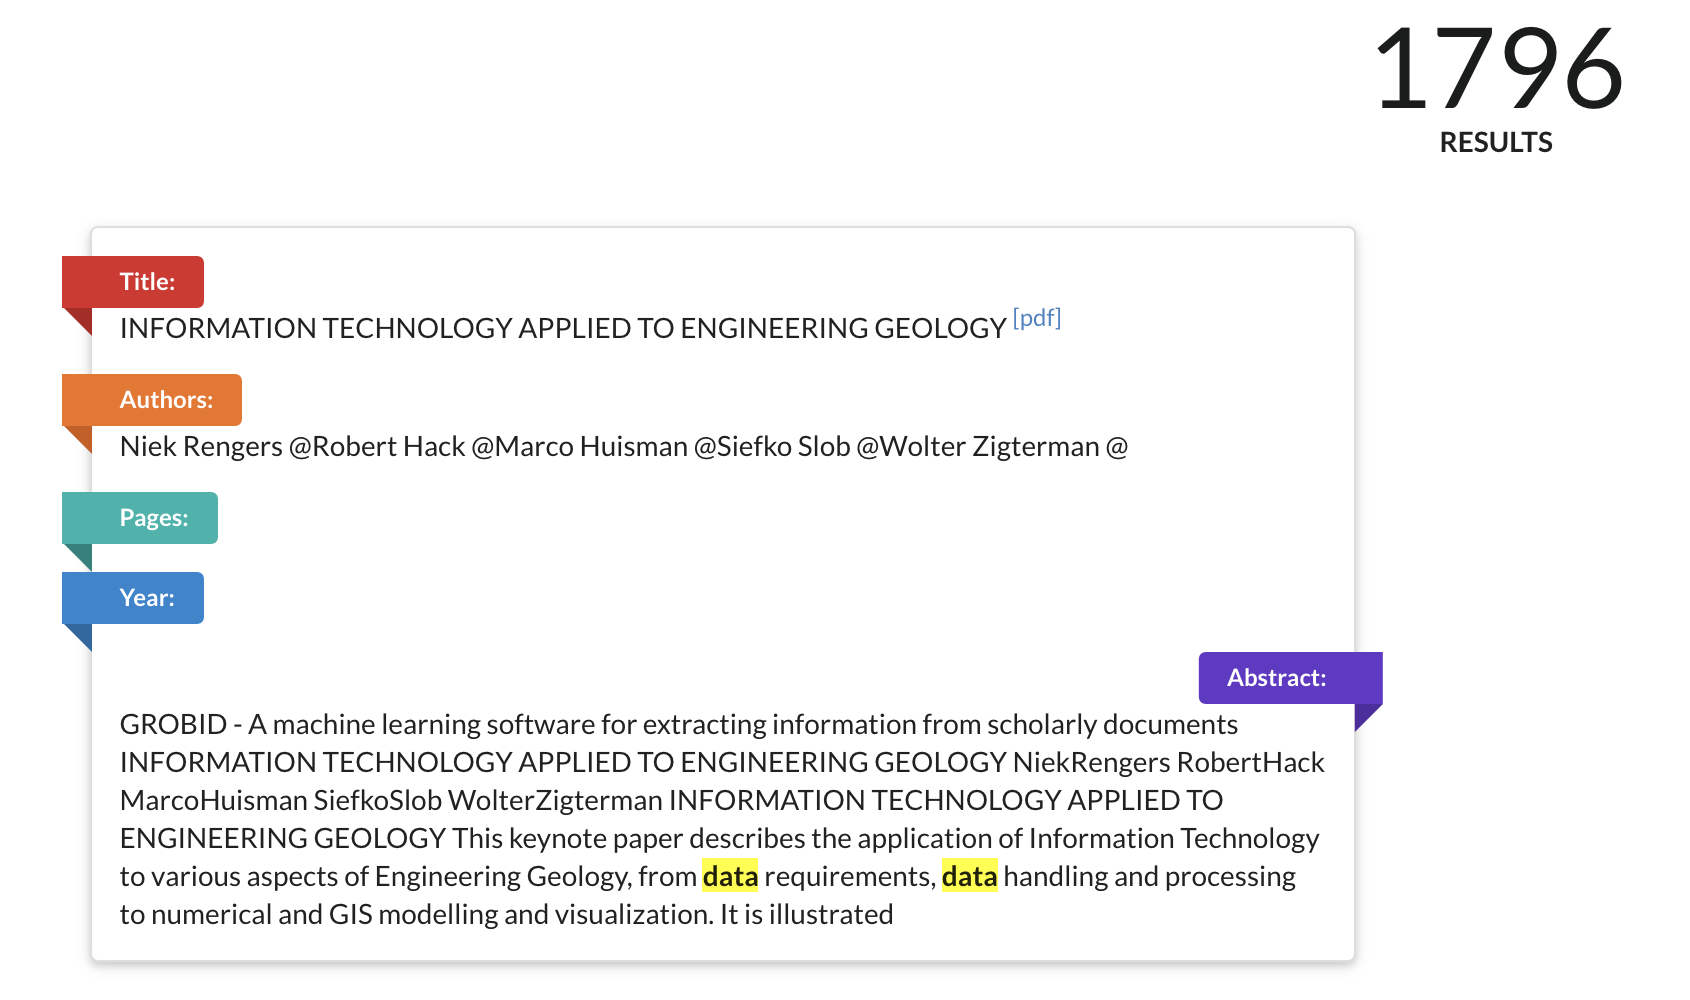 1796
RESULTS
Title:
INFORMATION TECHNOLOGY APPLIED TO ENGINEERING GEOLOGY [pdf]
Authors:
Niek Rengers @Robert Hack @Marco Huisman @Siefko Slob @Wolter Zigterman @
Pages:
Year:
Abstract:
GROBID - A machine learning software for extracting information from scholarly documents
INFORMATION TECHNOLOGY APPLIED TO ENGINEERING GEOLOGY NiekRengers RobertHack
MarcoHuisman SiefkoSlob WolterZigterman INFORMATION TECHNOLOGY APPLIED TO
ENGINEERING GEOLOGY This keynote paper describes the application of Information Technology
to various aspects of Engineering Geology, from data requirements, data handling and processing
to numerical and GIS modelling and visualization. It is illustrated